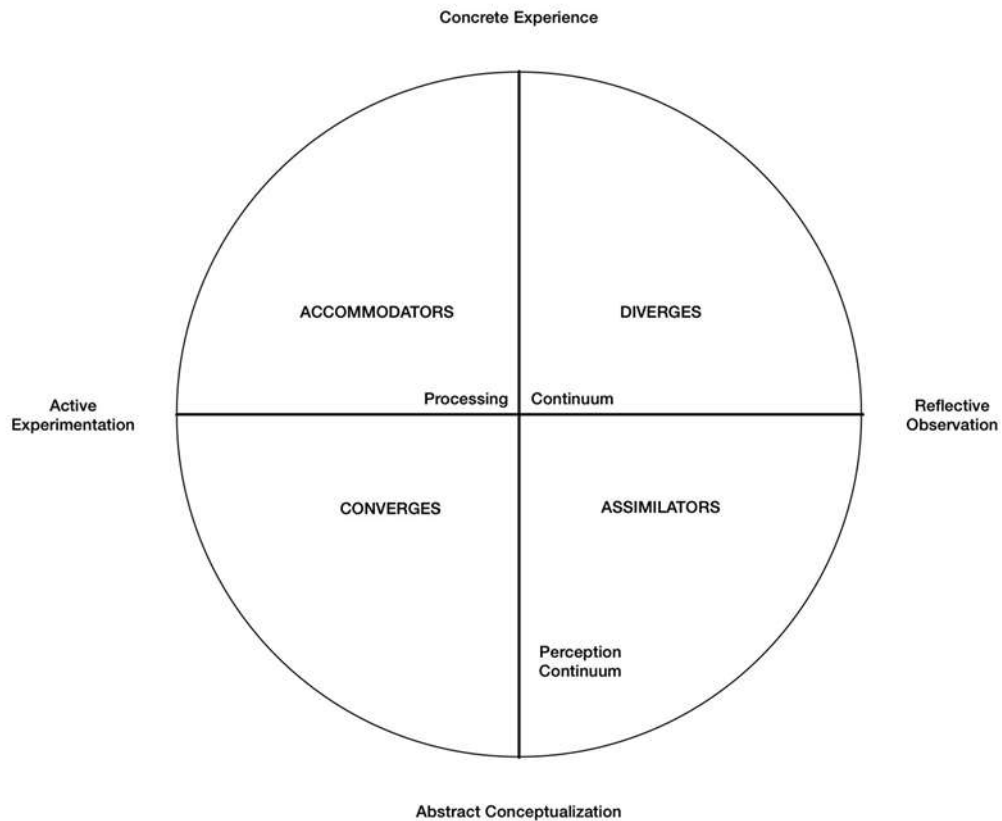 Concrete Experience
ACCOMMODATORS
DIVERGES
Processing Continuum
Active
Experimentation
Reflective
Observation
CONVERGES
ASSIMILATORS
Perception
Continuum
Abstract Conceptualization